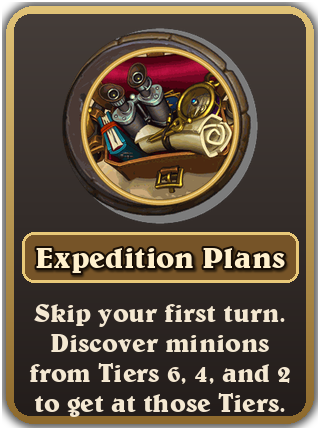 Expedition Plans
Skip your first turn.
Discover minions
from Tiers 6, 4, and 2
to get at those Tiers.